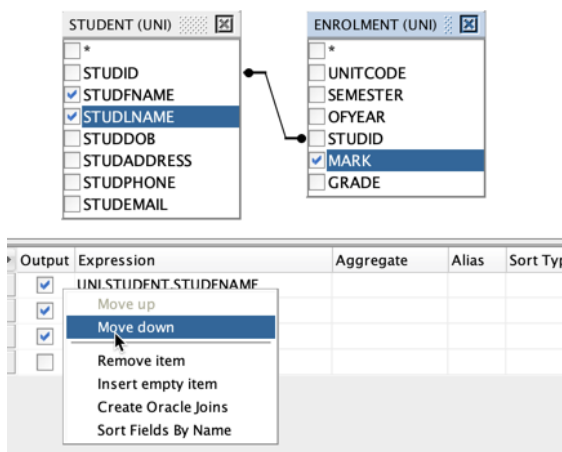 STUDENT (UNI)
*
STUDID
STUDFNAME
STUDLNAME
STUDDOB
STUDADDRESS
STUDPHONE
STUDEMAIL
ENROLMENT (UNI)
*
UNITCODE
SEMESTER
OFYEAR
STUDID
MARK
GRADE
Output Expression Aggregate Alias Sort Typ
UNI.STUDENT.STUDFNAME
Move up
Move down
Remove item
Insert empty item
Create Oracle Joins
Sort Fields By Name